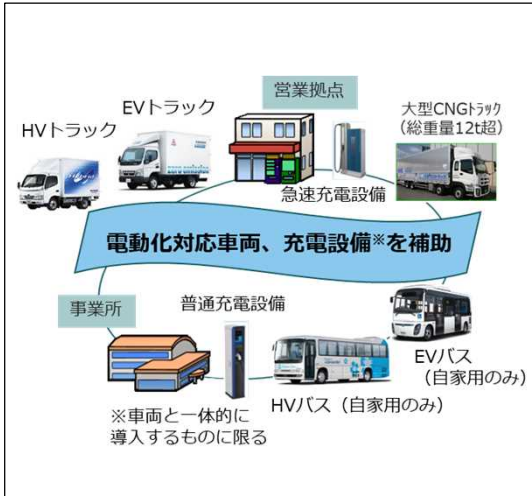 営業拠点
EVトラック
HVトラック
大型CNGトラック
(総重量12t超)
急速充電設備
電動化対応車両、充電設備※を補助
事業所
普通充電設備
EVバス
(自家用のみ)
HVバス(自家用のみ)
※車両と一体的に
導入するものに限る